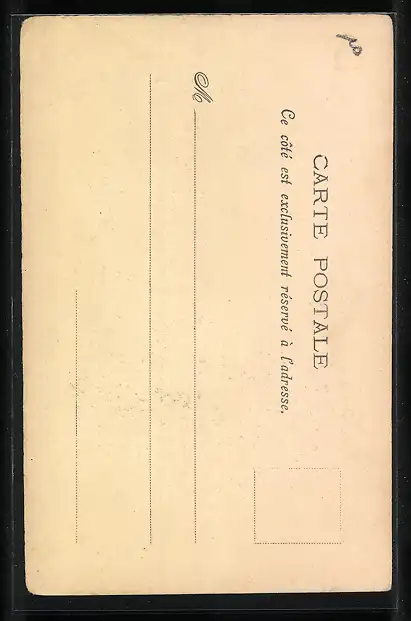 CARTE POSTALE
Ce côté est exclusivement réservé à l'adresse.
M